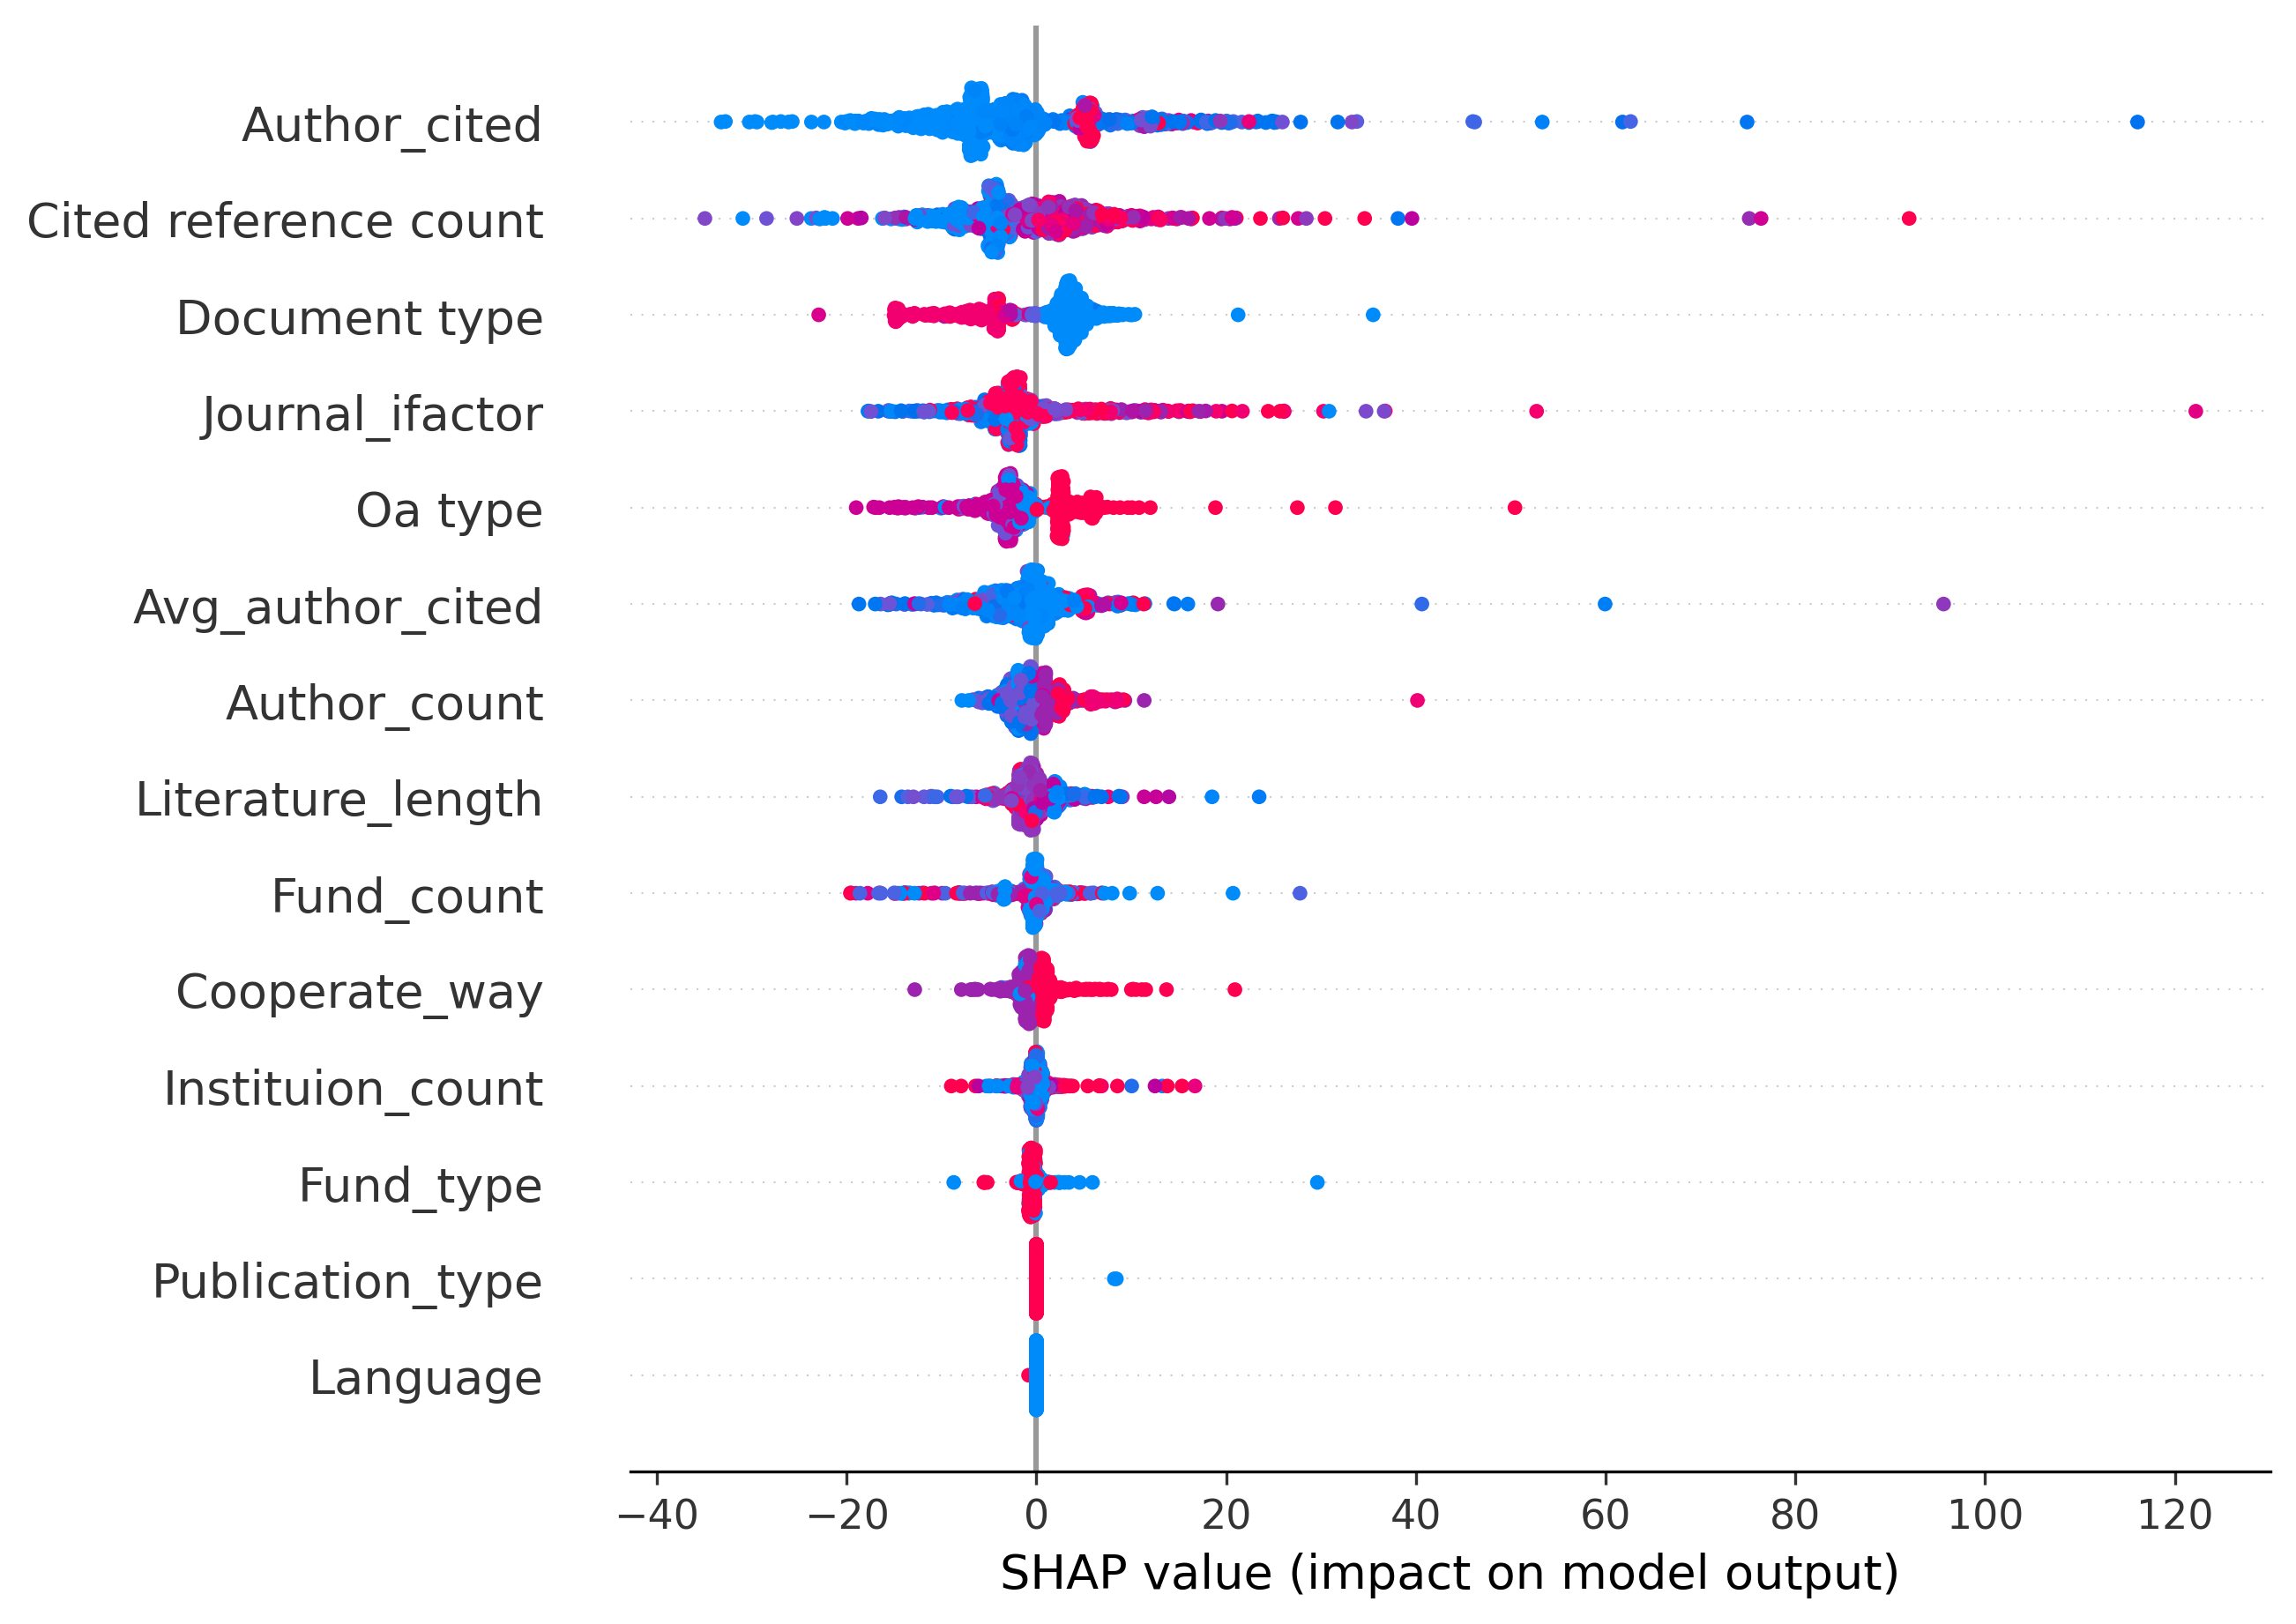 Author_cited
Cited reference count
Document type
Journal_ifactor
Oa type
Avg_author_cited
Author_count
Literature_length
Fund_count
Cooperate_way
Instituion_count
Fund_type
Publication_type
Language
−40 −20 0 20 40 60 80 100 120
SHAP value (impact on model output)